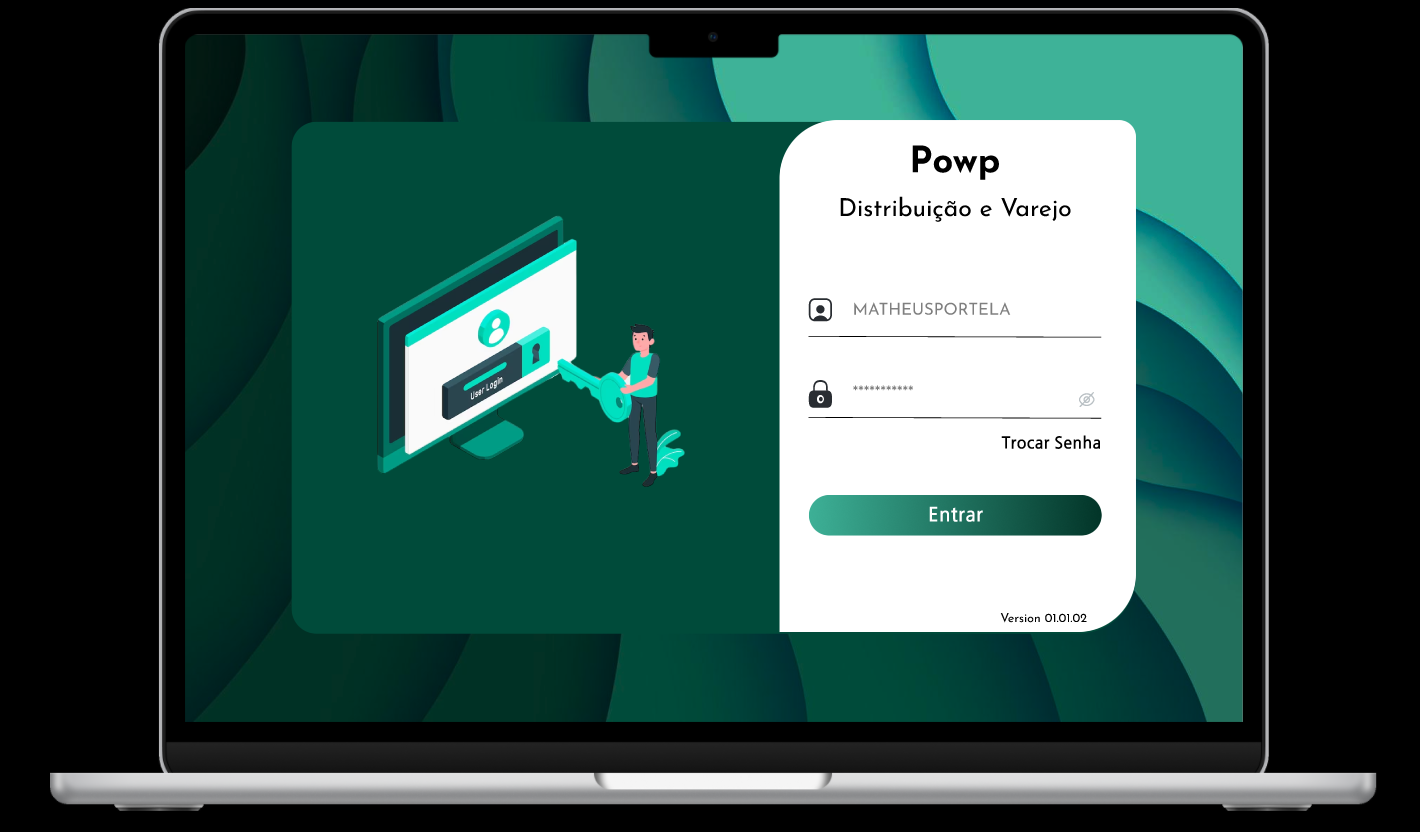 Powp
Distribuição e Varejo
MATHEUSPORTELA
***********
Trocar Senha
Entrar
Version 01.01.02
User Login